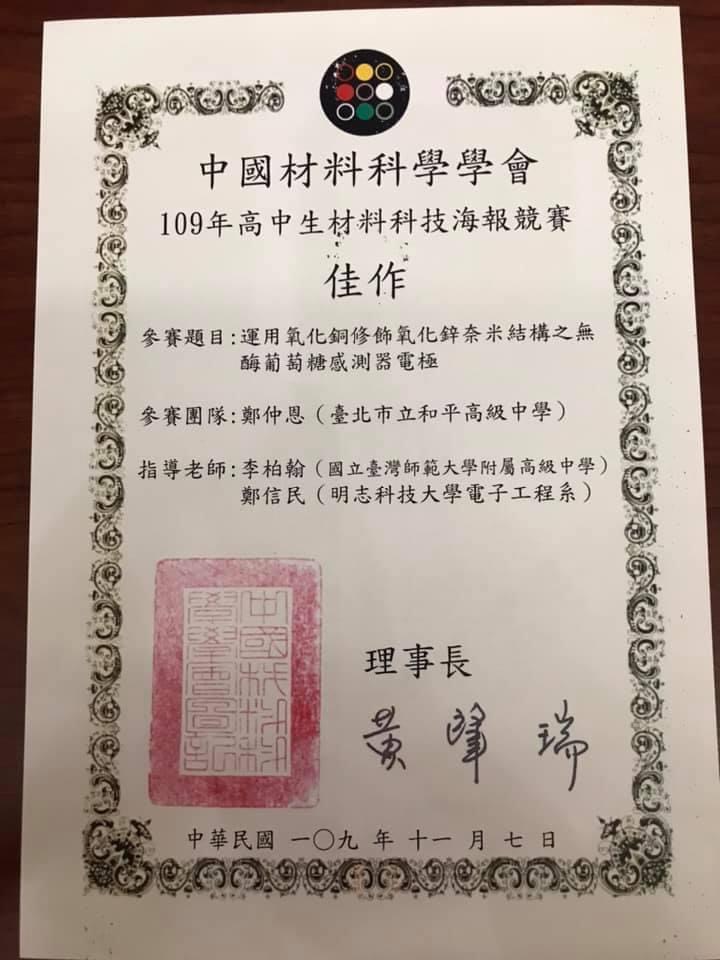 中國材料科學學會
109年高中生材料科技海報競賽
佳作
參賽題目:運用氧化銅修飾氧化鋅奈米結構之無
酶葡萄糖感測器電極
參賽團隊:鄭仲恩（臺北市立和平高級中學）
指導老師:李柏翰（國立臺灣師範大學附屬高級中學）
鄭信民（明志科技大學電子工程系）
中國材料科
學學會圖記
理事長
黃肇瑞
中華民國 一〇九 年 十一 月 七 日